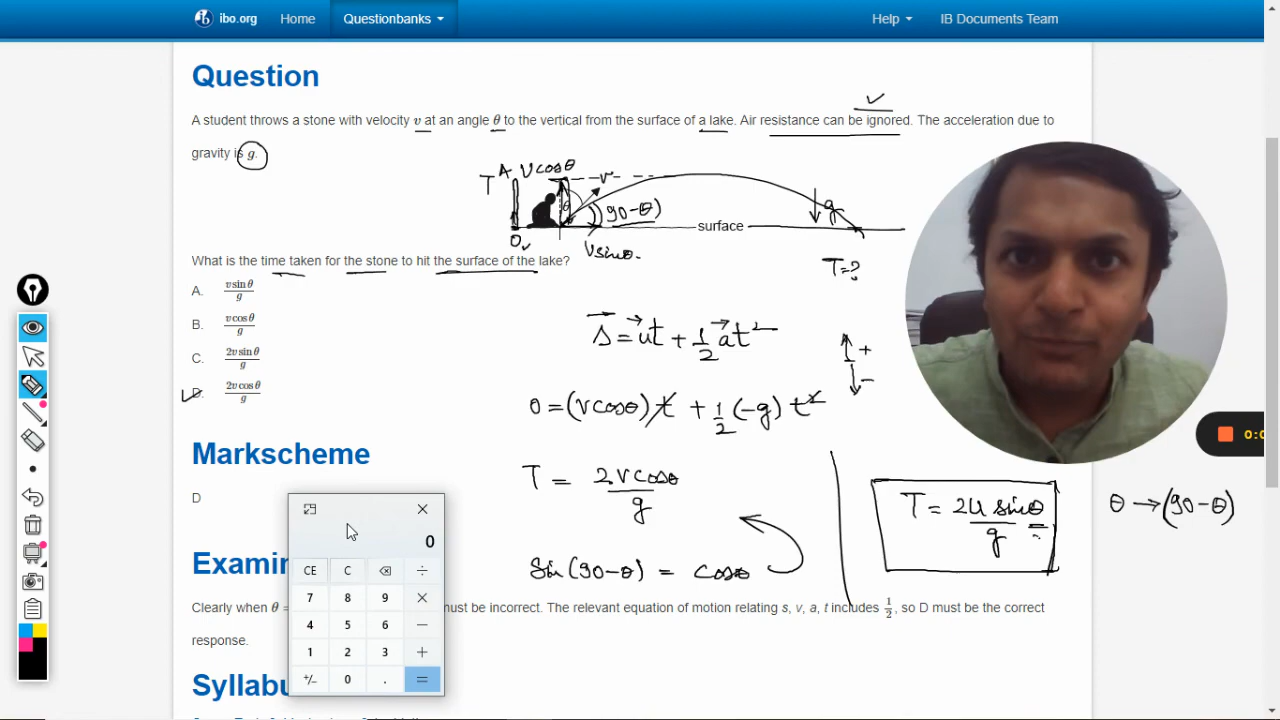 ibo.org Home Questionbanks Help IB Documents Team
Question
A student throws a stone with velocity v at an angle θ to the vertical from the surface of a lake. Air resistance can be ignored. The acceleration due to
gravity is g.
T A V cosθ
v
θ
90-θ)
g
surface
O
Vsinθ.
T=?
What is the time taken for the stone to hit the surface of the lake?
A. v sin θ / g
B. v cos θ / g
C. 2v sin θ / g
D. 2v cos θ / g
s = ut + 1/2 at²
+
−
0 = (V cosθ) t + 1/2 (-g) t²
Markscheme
D
T = 2 V cosθ / g
T = 2u sinθ / g
θ → (90-θ)
Sin(90-θ) = cosθ
0
CE C ÷
7 8 9 ×
4 5 6 −
1 2 3 +
+/− 0 . =
Exami
Clearly when θ = must be incorrect. The relevant equation of motion relating s, v, a, t includes 1/2, so D must be the correct
response.
Syllabu
0:0